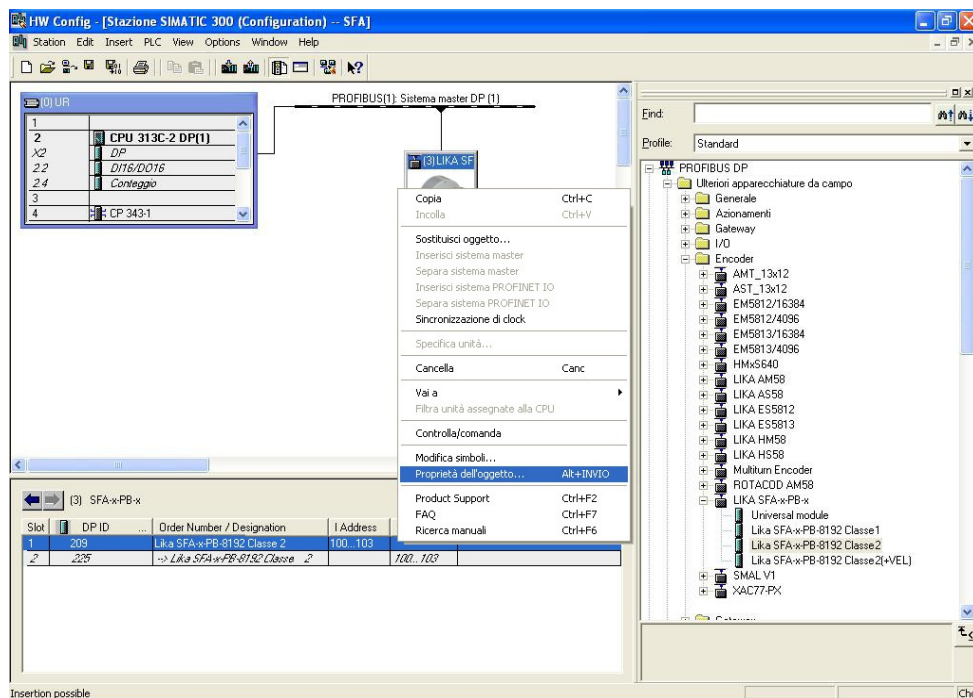 HW Config - [Stazione SIMATIC 300 (Configuration) -- SFA]
Station Edit Insert PLC View Options Window Help
(0) UR
1
2 CPU 313C-2 DP(1)
X2 DP
2.2 DI16/DO16
2.4 Conteggio
3
4 CP 343-1
PROFIBUS(1): Sistema master DP (1)
(3) LIKA SF
Copia Ctrl+C
Incolla Ctrl+V
Sostituisci oggetto...
Inserisci sistema master
Separa sistema master
Inserisci sistema PROFINET IO
Separa sistema PROFINET IO
Sincronizzazione di clock
Specifica unità...
Cancella Canc
Vai a
Filtra unità assegnate alla CPU
Controlla/comanda
Modifica simboli...
Proprietà dell'oggetto... Alt+INVIO
Product Support Ctrl+F2
FAQ Ctrl+F7
Ricerca manuali Ctrl+F6
(3) SFA-x-PB-x
Slot DP ID ... Order Number / Designation I Address
1 209 Lika SFA-x-PB-8192 Classe 2 100...103
2 225 --> Lika SFA-x-PB-8192 Classe 2 100...103
Find:
Profile: Standard
PROFIBUS DP
Ulteriori apparecchiature da campo
Generale
Azionamenti
Gateway
I/O
Encoder
AMT_13x12
AST_13x12
EM5812/16384
EM5812/4096
EM5813/16384
EM5813/4096
HMxS640
LIKA AM58
LIKA AS58
LIKA ES5812
LIKA ES5813
LIKA HM58
LIKA HS58
Multiturn Encoder
ROTACOD AM58
LIKA SFA-x-PB-x
Universal module
Lika SFA-x-PB-8192 Classe1
Lika SFA-x-PB-8192 Classe2
Lika SFA-x-PB-8192 Classe2(+VEL)
SMAL V1
XAC77-PX
Insertion possible
Ch